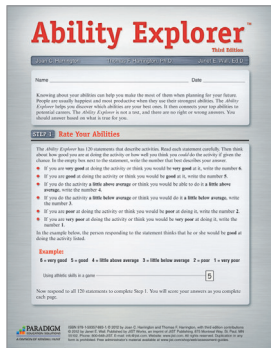 Ability Explorer™
Third Edition
Joan C. Harrington Thomas F. Harrington, Ph.D. Janet E. Wall, Ed.D.
Name Date
Knowing about your abilities can help you make the most of them when planning for your future.
People are usually happiest and most productive when they use their strongest abilities. The Ability
Explorer helps you discover which abilities are your best ones. It then connects your top abilities to
potential careers. The Ability Explorer is not a test, and there are no right or wrong answers. You
should answer based on what is true for you.
STEP 1 Rate Your Abilities
The Ability Explorer has 120 statements that describe activities. Read each statement carefully. Then think
about how good you are at doing the activity or how well you think you could do the activity if given the
chance. In the empty box next to the statement, write the number that best describes your answer.
If you are very good at doing the activity or think you would be very good at it, write the number 6.
If you are good at doing the activity or think you would be good at it, write the number 5.
If you do the activity a little above average or think you would be able to do it a little above
average, write the number 4.
If you do the activity a little below average or think you would do it a little below average, write
the number 3.
If you are poor at doing the activity or think you would be poor at doing it, write the number 2.
If you are very poor at doing the activity or think you would be very poor at doing it, write the
number 1.
In the example below, the person responding to the statement thinks that he or she would be good at
doing the activity listed.
Example:
6 = very good 5 = good 4 = little above average 3 = little below average 2 = poor 1 = very poor
Using athletic skills in a game 5
Now respond to all 120 statements to complete Step 1. You will score your answers as you complete
each page.
PARADIGM